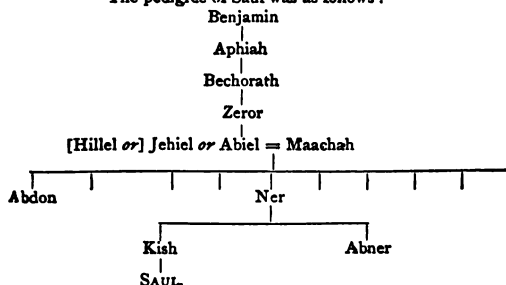 The pedigree of Saul was as follows:
Benjamin
Aphiah
Bechorath
Zeror
[Hillel or] Jehiel or Abiel = Maachah
Abdon Ner
Kish Abner
SAUL